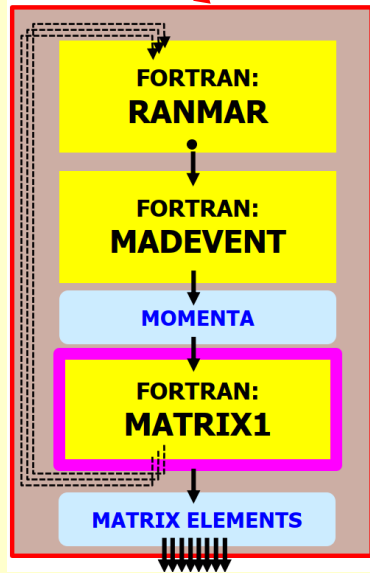 FORTRAN:
RANMAR
FORTRAN:
MADEVENT
MOMENTA
FORTRAN:
MATRIX1
MATRIX ELEMENTS